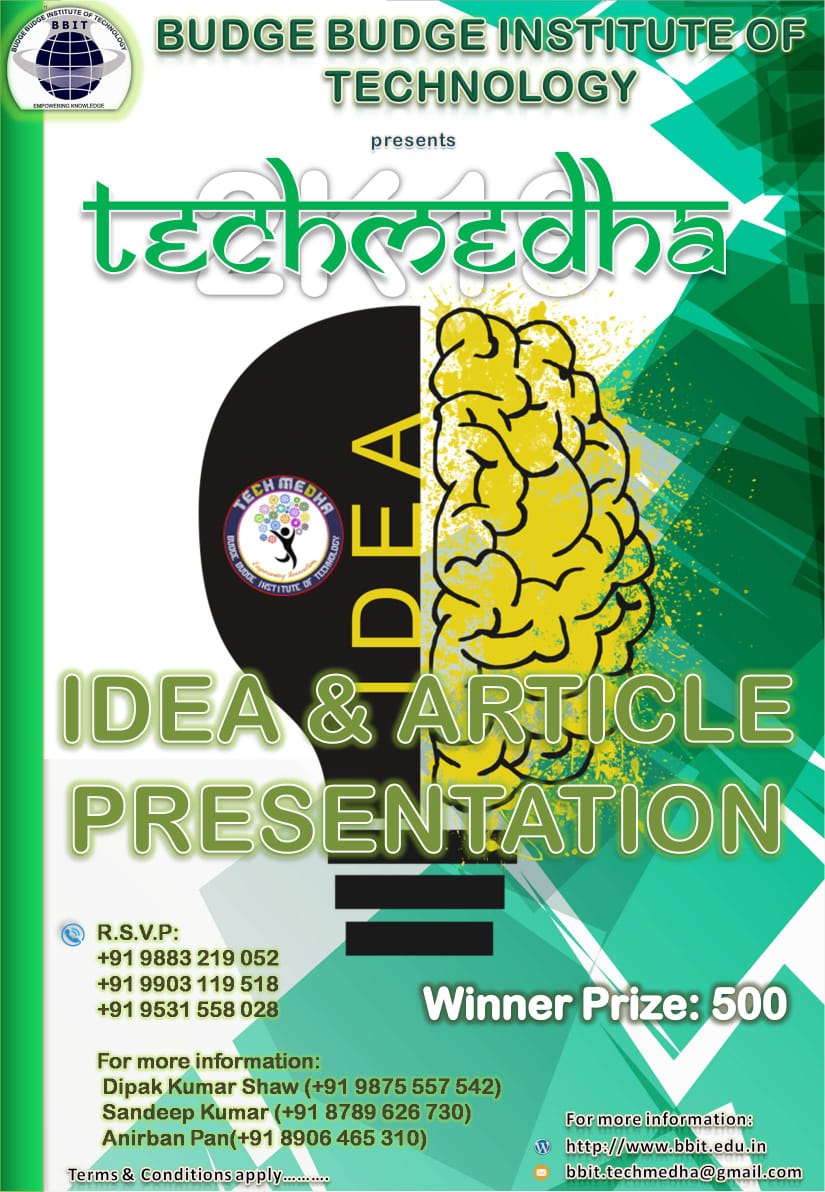 BUDGE BUDGE INSTITUTE OF TECHNOLOGY
BBIT
EMPOWERING KNOWLEDGE
BUDGE BUDGE INSTITUTE OF
TECHNOLOGY
presents
2K19
techmedha
IDEA
TECH MEDHA
BUDGE BUDGE INSTITUTE OF TECHNOLOGY
IDEA & ARTICLE
PRESENTATION
R.S.V.P:
+91 9883 219 052
+91 9903 119 518
+91 9531 558 028
Winner Prize: 500
For more information:
Dipak Kumar Shaw (+91 9875 557 542)
Sandeep Kumar (+91 8789 626 730)
Anirban Pan(+91 8906 465 310)
Terms & Conditions apply..........
For more information:
http://www.bbit.edu.in
bbit.techmedha@gmail.com